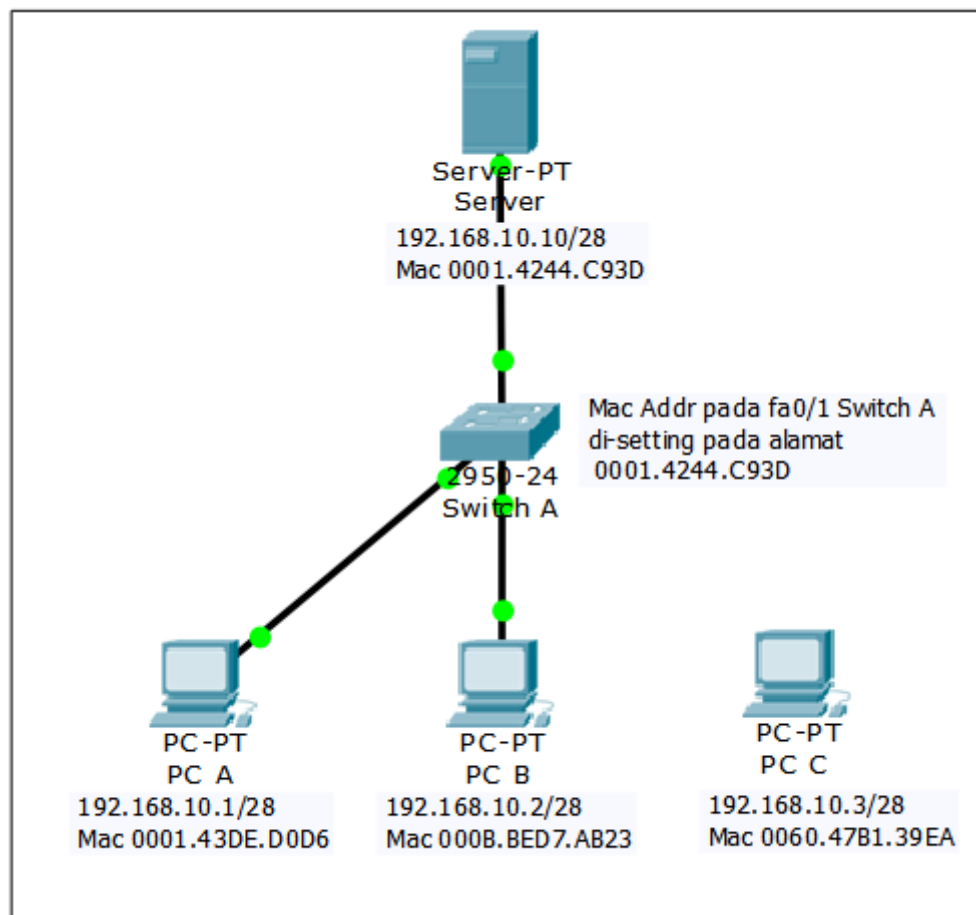 Server-PT
Server
192.168.10.10/28
Mac 0001.4244.C93D
Mac Addr pada fa0/1 Switch A
di-setting pada alamat
0001.4244.C93D
2950-24
Switch A
PC-PT
PC A
192.168.10.1/28
Mac 0001.43DE.D0D6
PC-PT
PC B
192.168.10.2/28
Mac 000B.BED7.AB23
PC-PT
PC C
192.168.10.3/28
Mac 0060.47B1.39EA